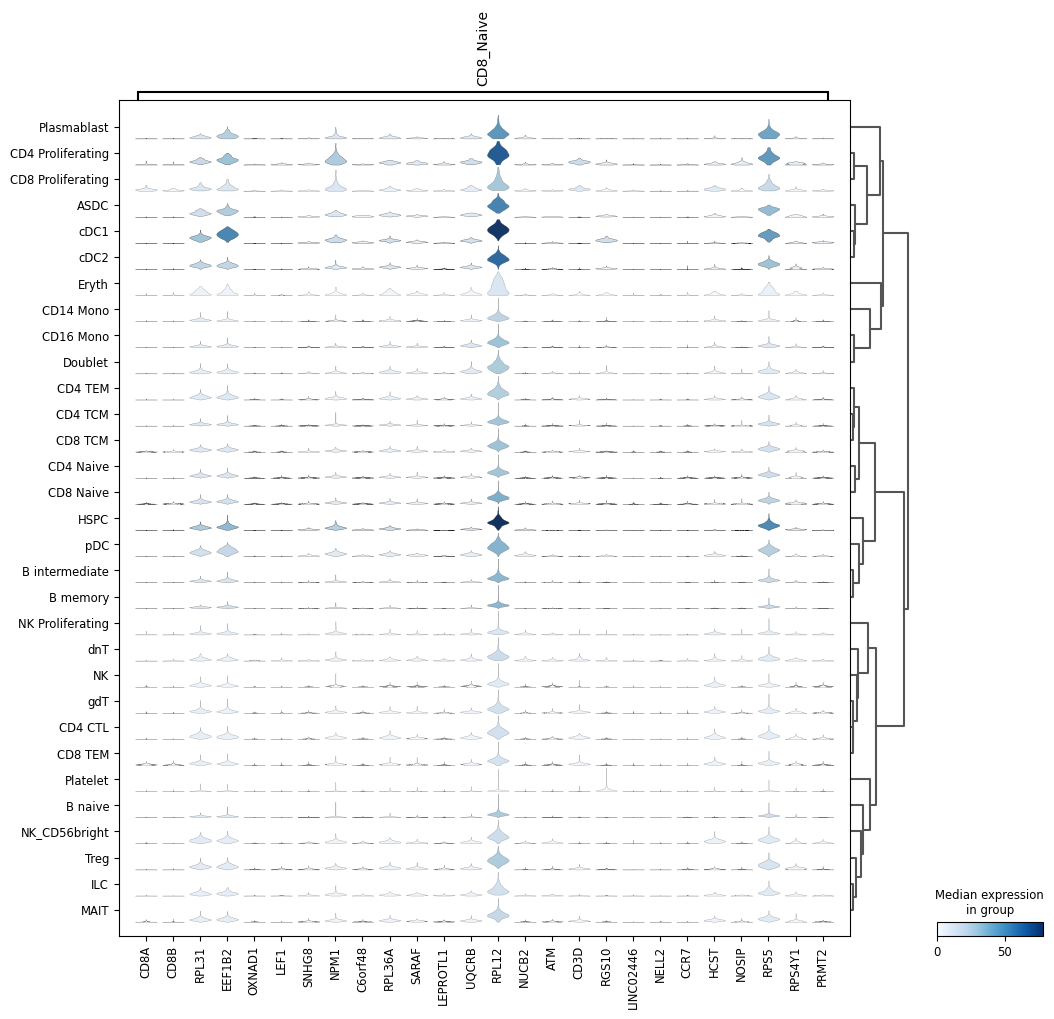 CD8_Naive
Plasmablast
CD4 Proliferating
CD8 Proliferating
ASDC
cDC1
cDC2
Eryth
CD14 Mono
CD16 Mono
Doublet
CD4 TEM
CD4 TCM
CD8 TCM
CD4 Naive
CD8 Naive
HSPC
pDC
B intermediate
B memory
NK Proliferating
dnT
NK
gdT
CD4 CTL
CD8 TEM
Platelet
B naive
NK_CD56bright
Treg
ILC
MAIT
CD8A
CD8B
RPL31
EEF1B2
OXNAD1
LEF1
SNHG8
NPM1
C6orf48
RPL36A
SARAF
LEPROTL1
UQCRB
RPL12
NUCB2
ATM
CD3D
RGS10
LINC02446
NELL2
CCR7
HCST
NOSIP
RPS5
RPS4Y1
PRMT2
Median expression
in group
0 50